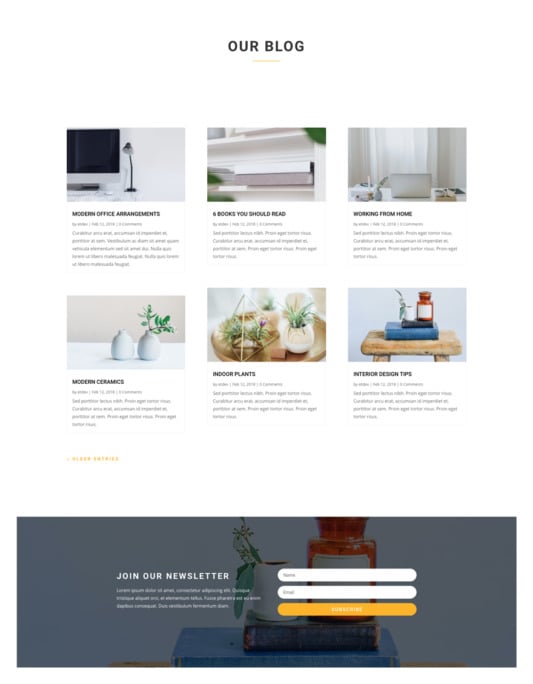 OUR BLOG
MODERN OFFICE ARRANGEMENTS
by eldav | Feb 12, 2018 | 0 Comments
Curabitur arcu erat, accumsan id imperdiet et,
porttitor at sem. Vestibulum ac diam sit amet quam
vehicula elementum sed sit amet dui. Nulla quis
lorem ut libero malesuada feugiat. Nulla quis lorem
ut libero malesuada feugiat.
6 BOOKS YOU SHOULD READ
by eldav | Feb 12, 2018 | 0 Comments
Sed porttitor lectus nibh. Proin eget tortor risus.
Curabitur arcu erat, accumsan id imperdiet et,
porttitor at sem. Proin eget tortor risus. Proin eget
tortor risus.
WORKING FROM HOME
by eldav | Feb 12, 2018 | 0 Comments
Sed porttitor lectus nibh. Proin eget tortor risus.
Curabitur arcu erat, accumsan id imperdiet et,
porttitor at sem. Proin eget tortor risus. Proin eget
tortor risus.
MODERN CERAMICS
by eldav | Feb 12, 2018 | 0 Comments
Sed porttitor lectus nibh. Proin eget tortor risus.
Curabitur arcu erat, accumsan id imperdiet et,
porttitor at sem. Proin eget tortor risus. Proin eget
tortor risus.
INDOOR PLANTS
by eldav | Feb 12, 2018 | 0 Comments
Sed porttitor lectus nibh. Proin eget tortor risus.
Curabitur arcu erat, accumsan id imperdiet et,
porttitor at sem. Proin eget tortor risus. Proin eget
tortor risus.
INTERIOR DESIGN TIPS
by eldav | Feb 12, 2018 | 0 Comments
Sed porttitor lectus nibh. Proin eget tortor risus.
Curabitur arcu erat, accumsan id imperdiet et,
porttitor at sem. Proin eget tortor risus. Proin eget
tortor risus.
« OLDER ENTRIES
JOIN OUR NEWSLETTER
Lorem ipsum dolor sit amet, consectetur adipiscing elit. Quisque
tristique aliquet orci, et elementum tellus. Fusce pharetra est eu enim
dapibus consequat. Duis vestibulum fermentum diam.
Name
Email
SUBSCRIBE